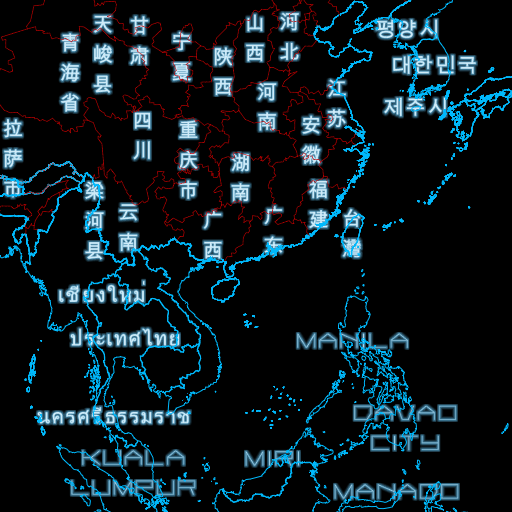 青海省
天峻县
甘肃
宁夏
陕西
山西
河北
평양시
대한민국
제주시
江苏
河南
安徽
四川
重庆市
湖南
拉萨市
梁河县
云南
广西
广东
福建
台灣
เชียงใหม่
ประเทศไทย
นครศรีธรรมราช
MANILA
DAVAO
CITY
KUALA
LUMPUR
MIRI
MANADO